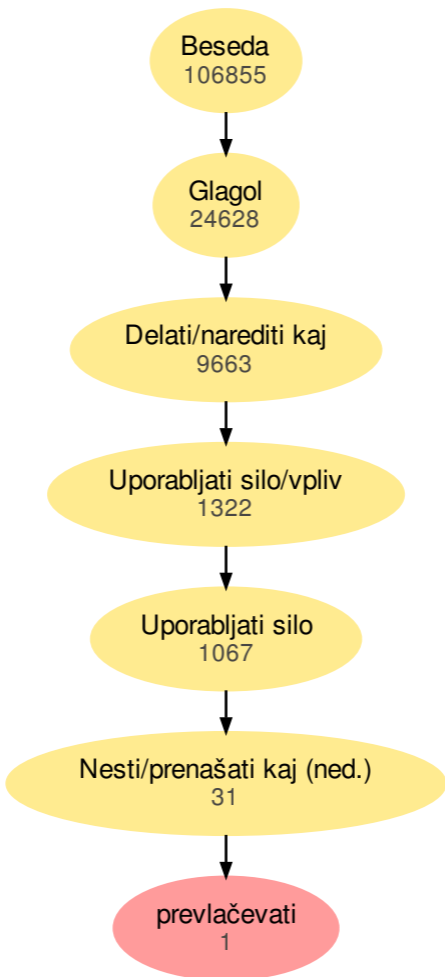 Beseda
106855
Glagol
24628
Delati/narediti kaj
9663
Uporabljati silo/vpliv
1322
Uporabljati silo
1067
Nesti/prenašati kaj (ned.)
31
prevlačevati
1